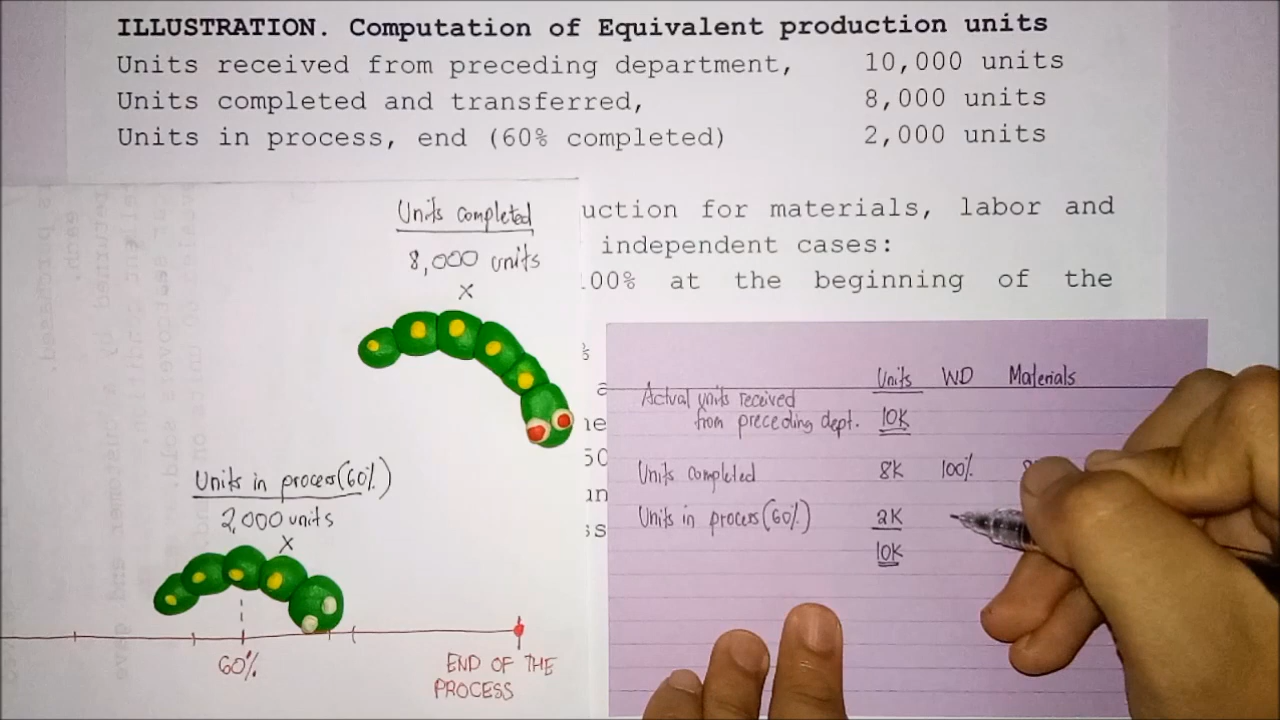 ILLUSTRATION. Computation of Equivalent production units
Units received from preceding department, 10,000 units
Units completed and transferred, 8,000 units
Units in process, end (60% completed) 2,000 units
uction for materials, labor and
independent cases:
100% at the beginning of the
Units completed
8,000 units
x
Units in process (60%)
2,000 units
x
60%
END OF THE
PROCESS
Units WD Materials
Actual units received
from preceding dept. 10K
Units completed 8K 100%
Units in process (60%) 2K
10K